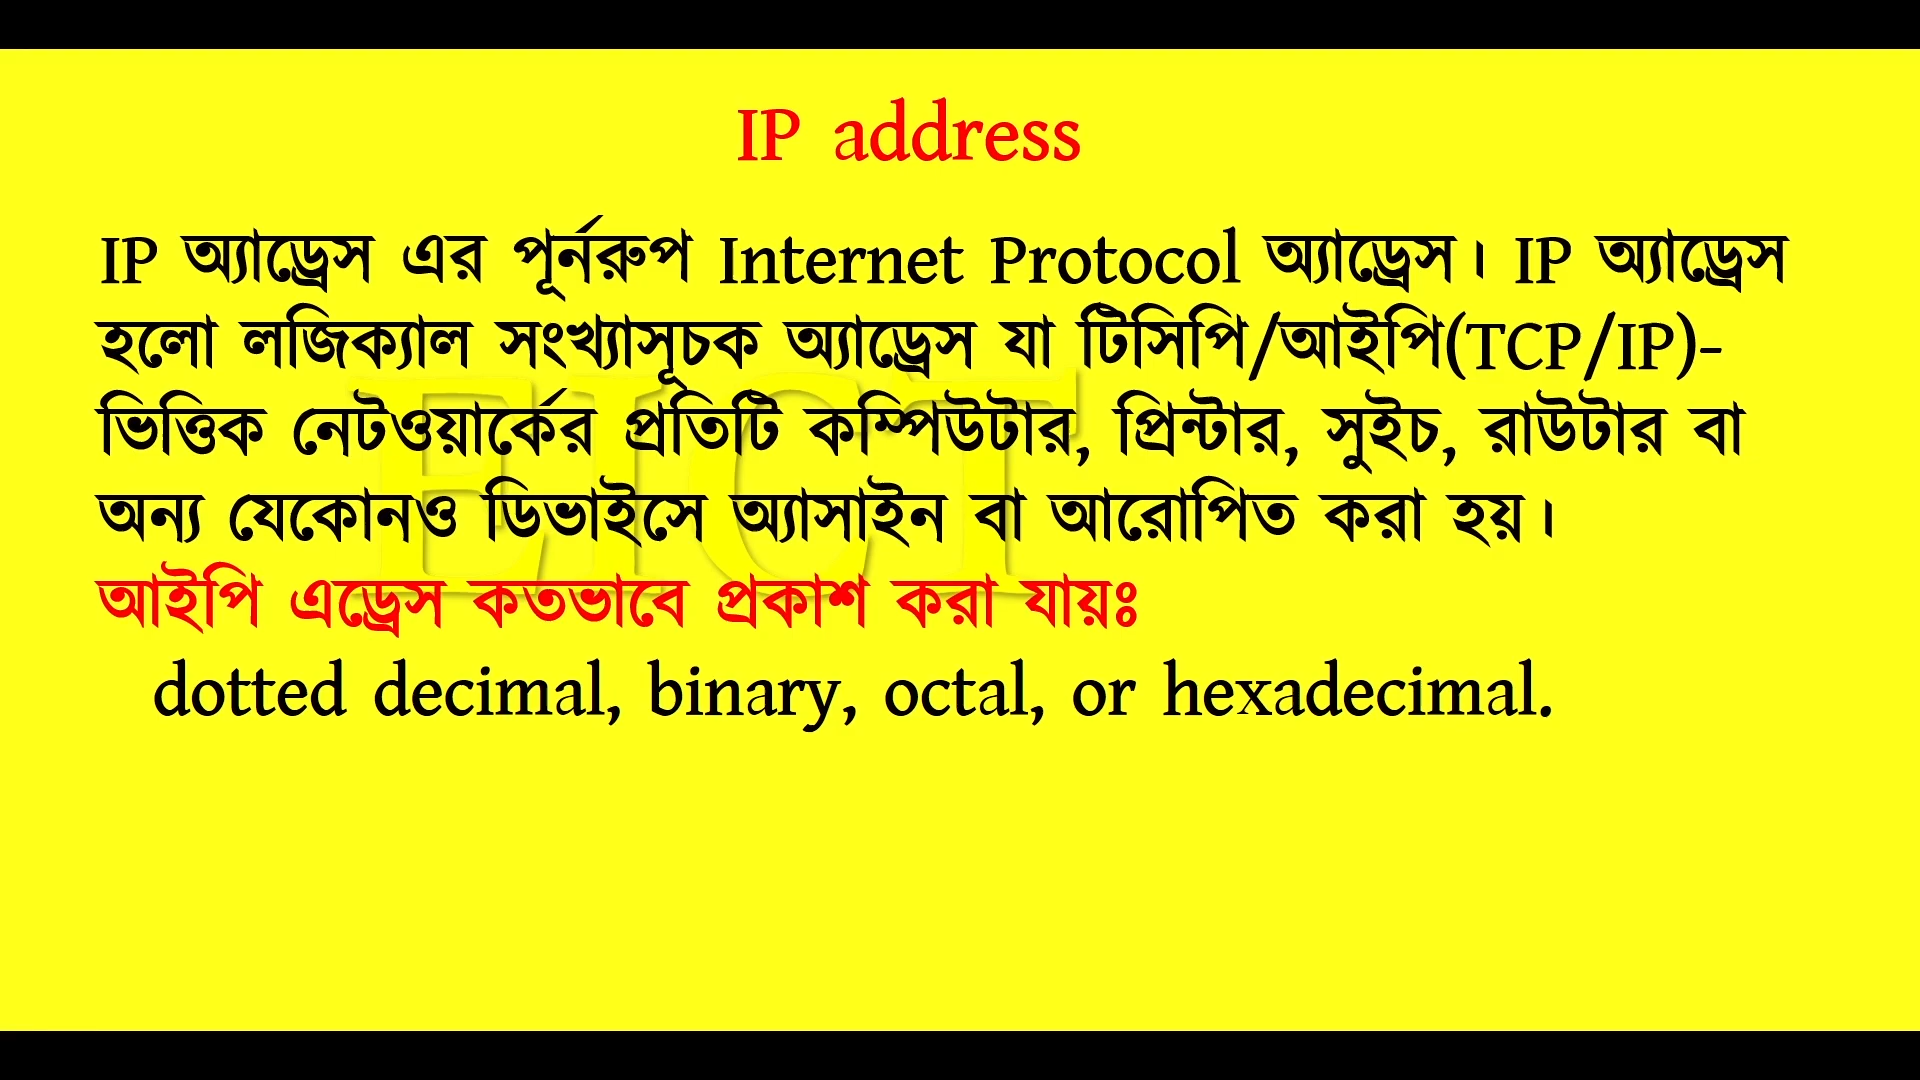 IP address
IP অ্যাড্রেস এর পূর্নরুপ Internet Protocol অ্যাড্রেস। IP অ্যাড্রেস
হলো লজিক্যাল সংখ্যাসূচক অ্যাড্রেস যা টিসিপি/আইপি(TCP/IP)-
ভিত্তিক নেটওয়ার্কের প্রতিটি কম্পিউটার, প্রিন্টার, সুইচ, রাউটার বা
অন্য যেকোনও ডিভাইসে অ্যাসাইন বা আরোপিত করা হয়।
আইপি এড্রেস কতভাবে প্রকাশ করা যায়ঃ
dotted decimal, binary, octal, or hexadecimal.
EICT